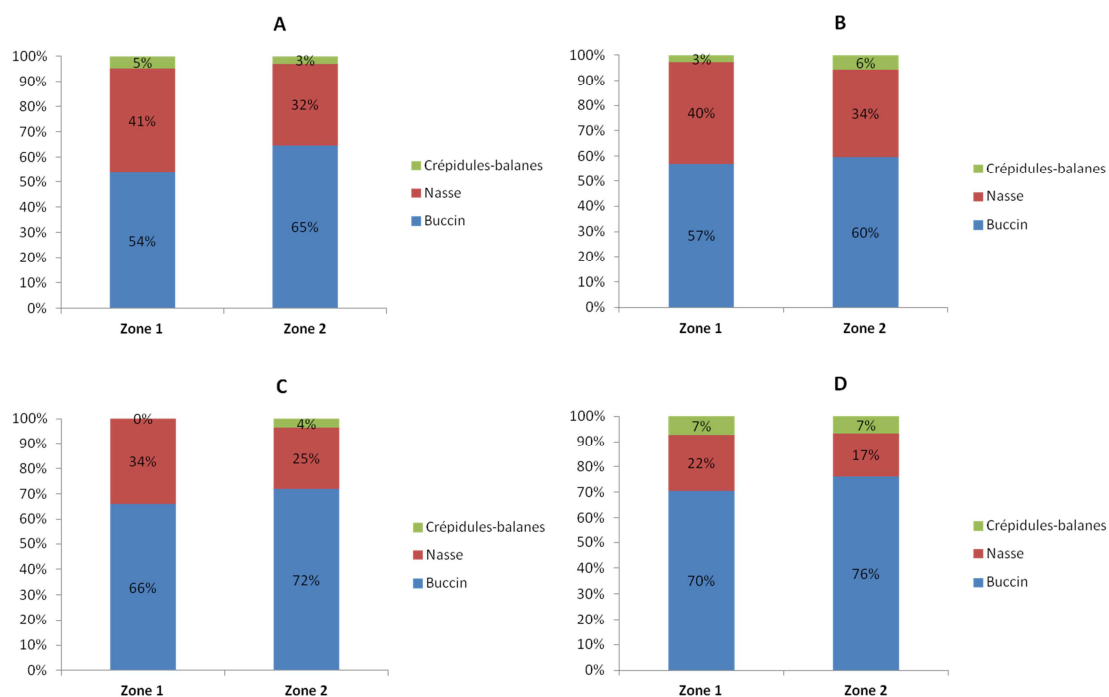 A
100%
90%
80%
70%
60%
50%
40%
30%
20%
10%
0%
5%
41%
54%
3%
32%
65%
Zone 1
Zone 2
Crépidules-balanes
Nasse
Buccin
B
100%
90%
80%
70%
60%
50%
40%
30%
20%
10%
0%
3%
40%
57%
6%
34%
60%
Zone 1
Zone 2
Crépidules-balanes
Nasse
Buccin
C
100%
90%
80%
70%
60%
50%
40%
30%
20%
10%
0%
0%
34%
66%
4%
25%
72%
Zone 1
Zone 2
Crépidules-balanes
Nasse
Buccin
D
100%
90%
80%
70%
60%
50%
40%
30%
20%
10%
0%
7%
22%
70%
7%
17%
76%
Zone 1
Zone 2
Crépidules-balanes
Nasse
Buccin